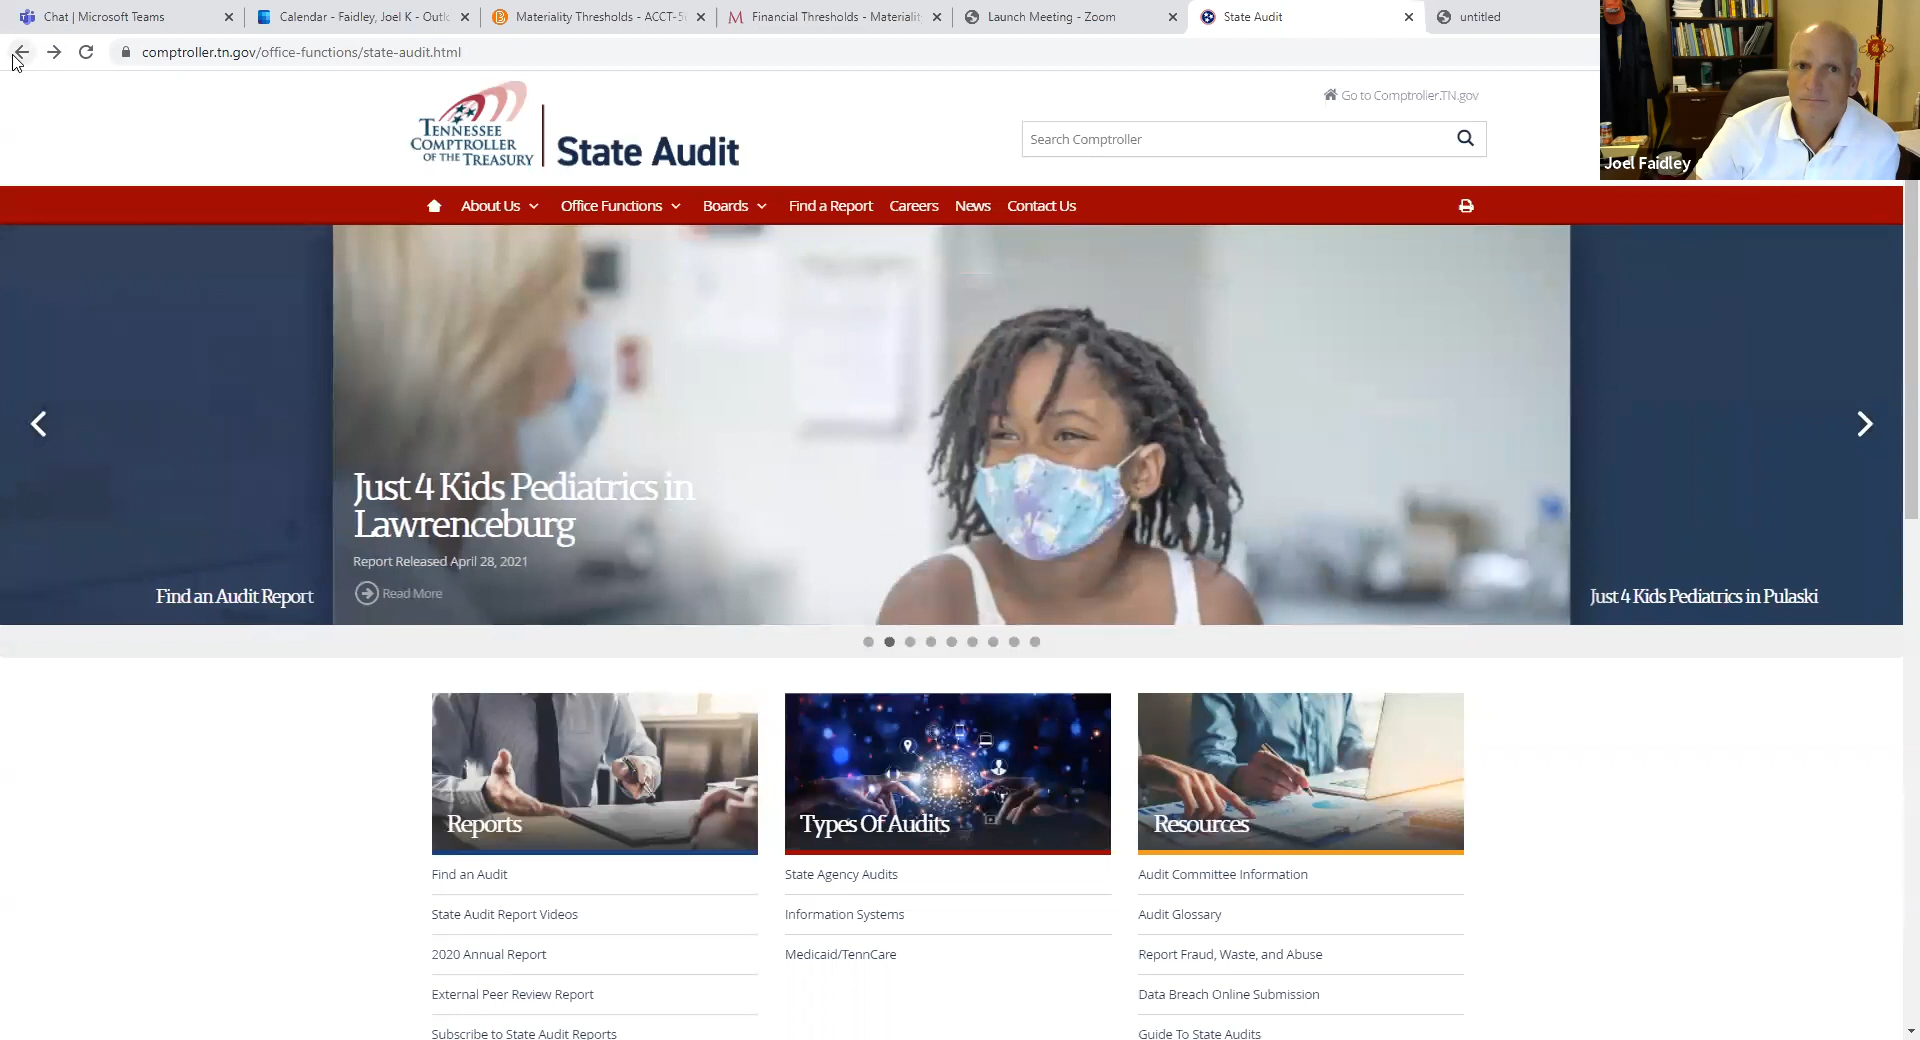 Chat | Microsoft Teams
Calendar - Faidley, Joel K - Outlo
Materiality Thresholds - ACCT-5
Financial Thresholds - Materiality
Launch Meeting - Zoom
State Audit
untitled
comptroller.tn.gov/office-functions/state-audit.html
Joel Faidley
TENNESSEE
COMPTROLLER
OF THE TREASURY
State Audit
Go to Comptroller.TN.gov
Search Comptroller
About Us
Office Functions
Boards
Find a Report
Careers
News
Contact Us
Find an Audit Report
Just 4 Kids Pediatrics in
Lawrenceburg
Report Released April 28, 2021
Read More
Just 4 Kids Pediatrics in Pulaski
Reports
Find an Audit
State Audit Report Videos
2020 Annual Report
External Peer Review Report
Subscribe to State Audit Reports
Types Of Audits
State Agency Audits
Information Systems
Medicaid/TennCare
Resources
Audit Committee Information
Audit Glossary
Report Fraud, Waste, and Abuse
Data Breach Online Submission
Guide To State Audits